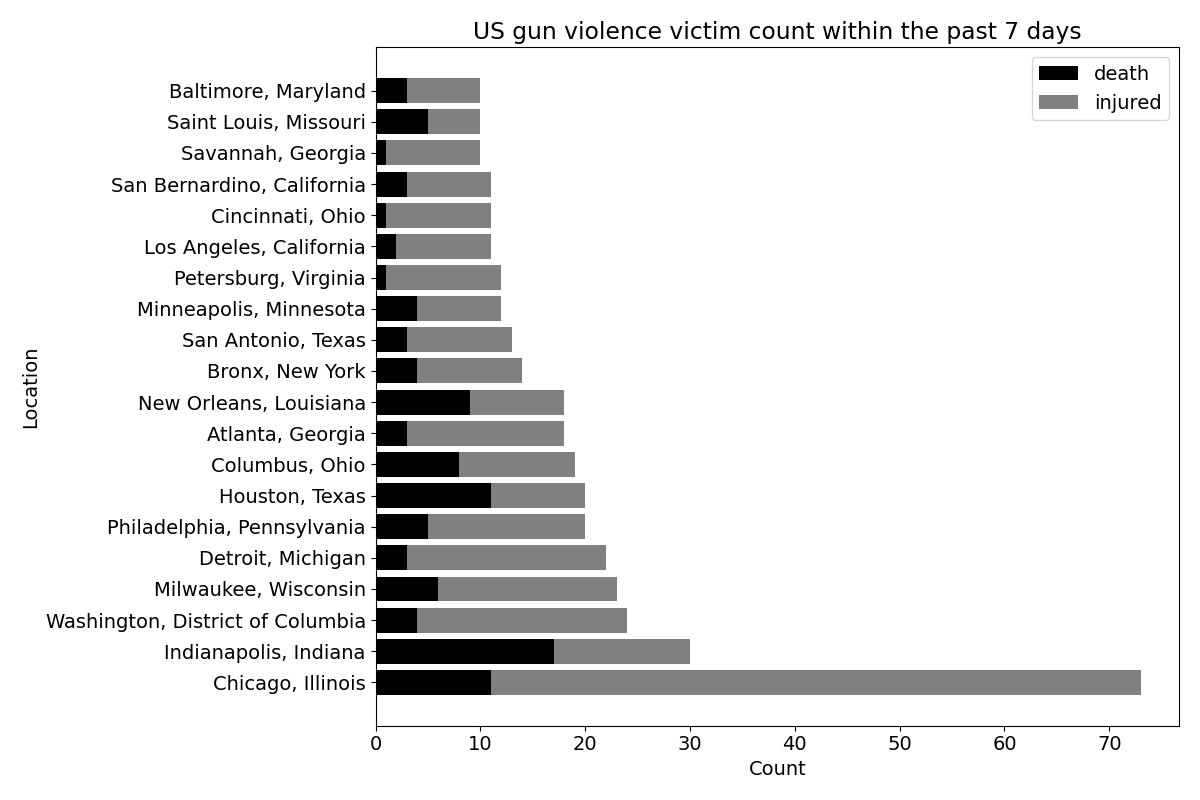 US gun violence victim count within the past 7 days
death
injured
Baltimore, Maryland
Saint Louis, Missouri
Savannah, Georgia
San Bernardino, California
Cincinnati, Ohio
Los Angeles, California
Petersburg, Virginia
Minneapolis, Minnesota
San Antonio, Texas
Bronx, New York
New Orleans, Louisiana
Atlanta, Georgia
Columbus, Ohio
Houston, Texas
Philadelphia, Pennsylvania
Detroit, Michigan
Milwaukee, Wisconsin
Washington, District of Columbia
Indianapolis, Indiana
Chicago, Illinois
Location
0 10 20 30 40 50 60 70
Count